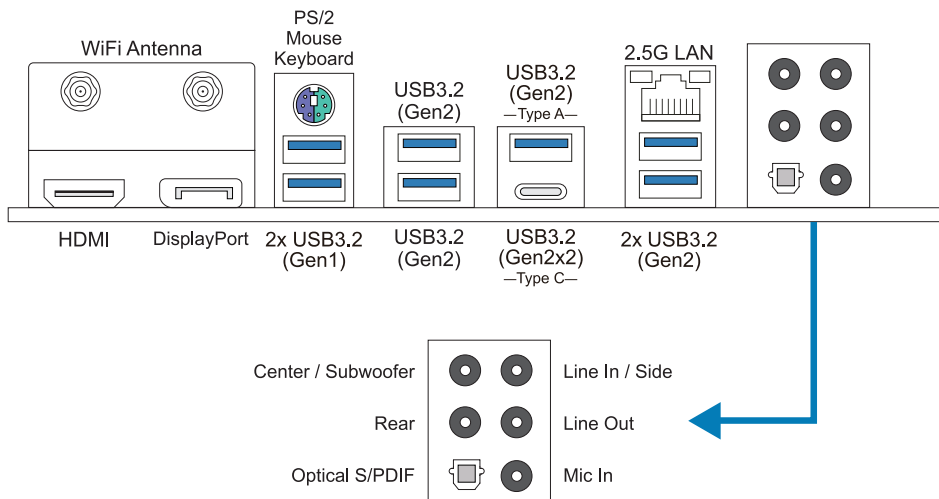 WiFi Antenna
PS/2
Mouse
Keyboard
USB3.2
(Gen2)
USB3.2
(Gen2)
—Type A—
2.5G LAN
HDMI
DisplayPort
2x USB3.2
(Gen1)
USB3.2
(Gen2)
USB3.2
(Gen2x2)
—Type C—
2x USB3.2
(Gen2)
Center / Subwoofer
Line In / Side
Rear
Line Out
Optical S/PDIF
Mic In